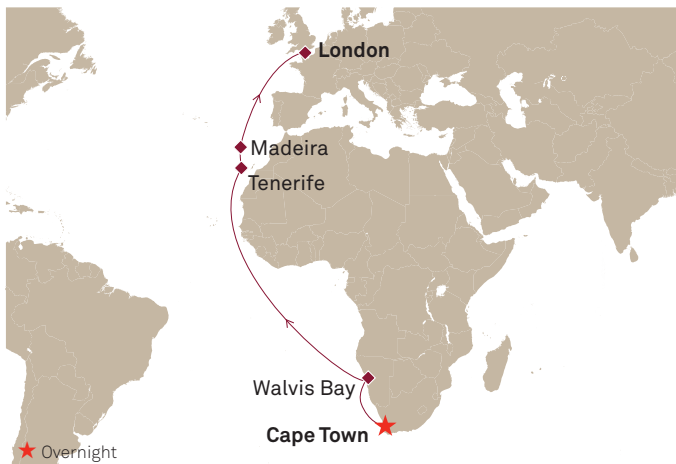 London
Madeira
Tenerife
Walvis Bay
Cape Town
Overnight